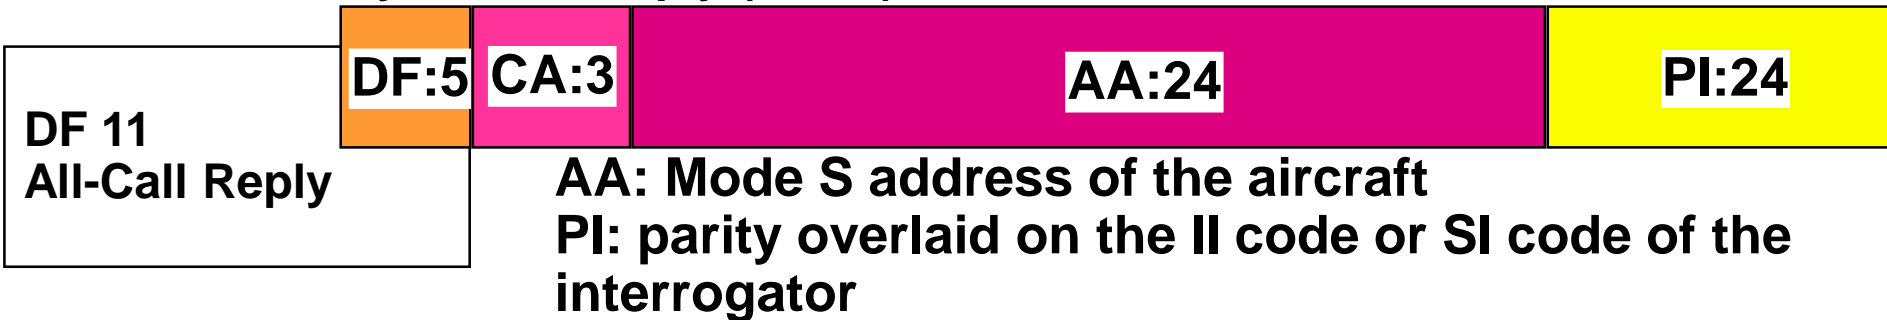 DF:5 CA:3 AA:24 PI:24
DF 11
All-Call Reply
AA: Mode S address of the aircraft
PI: parity overlaid on the II code or SI code of the
interrogator